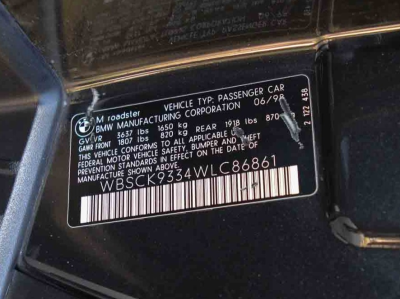 M roadster VEHICLE TYP: PASSENGER CAR
BMW MANUFACTURING CORPORATION 06/98
GVWR 3637 lbs 1650 kg
GAWR FRONT 1807 lbs 820 kg REAR 1918 lbs 870
THIS VEHICLE CONFORMS TO ALL APPLICABLE
FEDERAL MOTOR VEHICLE SAFETY, BUMPER AND
THEFT PREVENTION STANDARDS IN EFFECT ON THE
DATE OF MANUFACTURE SHOWN ABOVE
WBSCK9334WLC86861
2 122 438